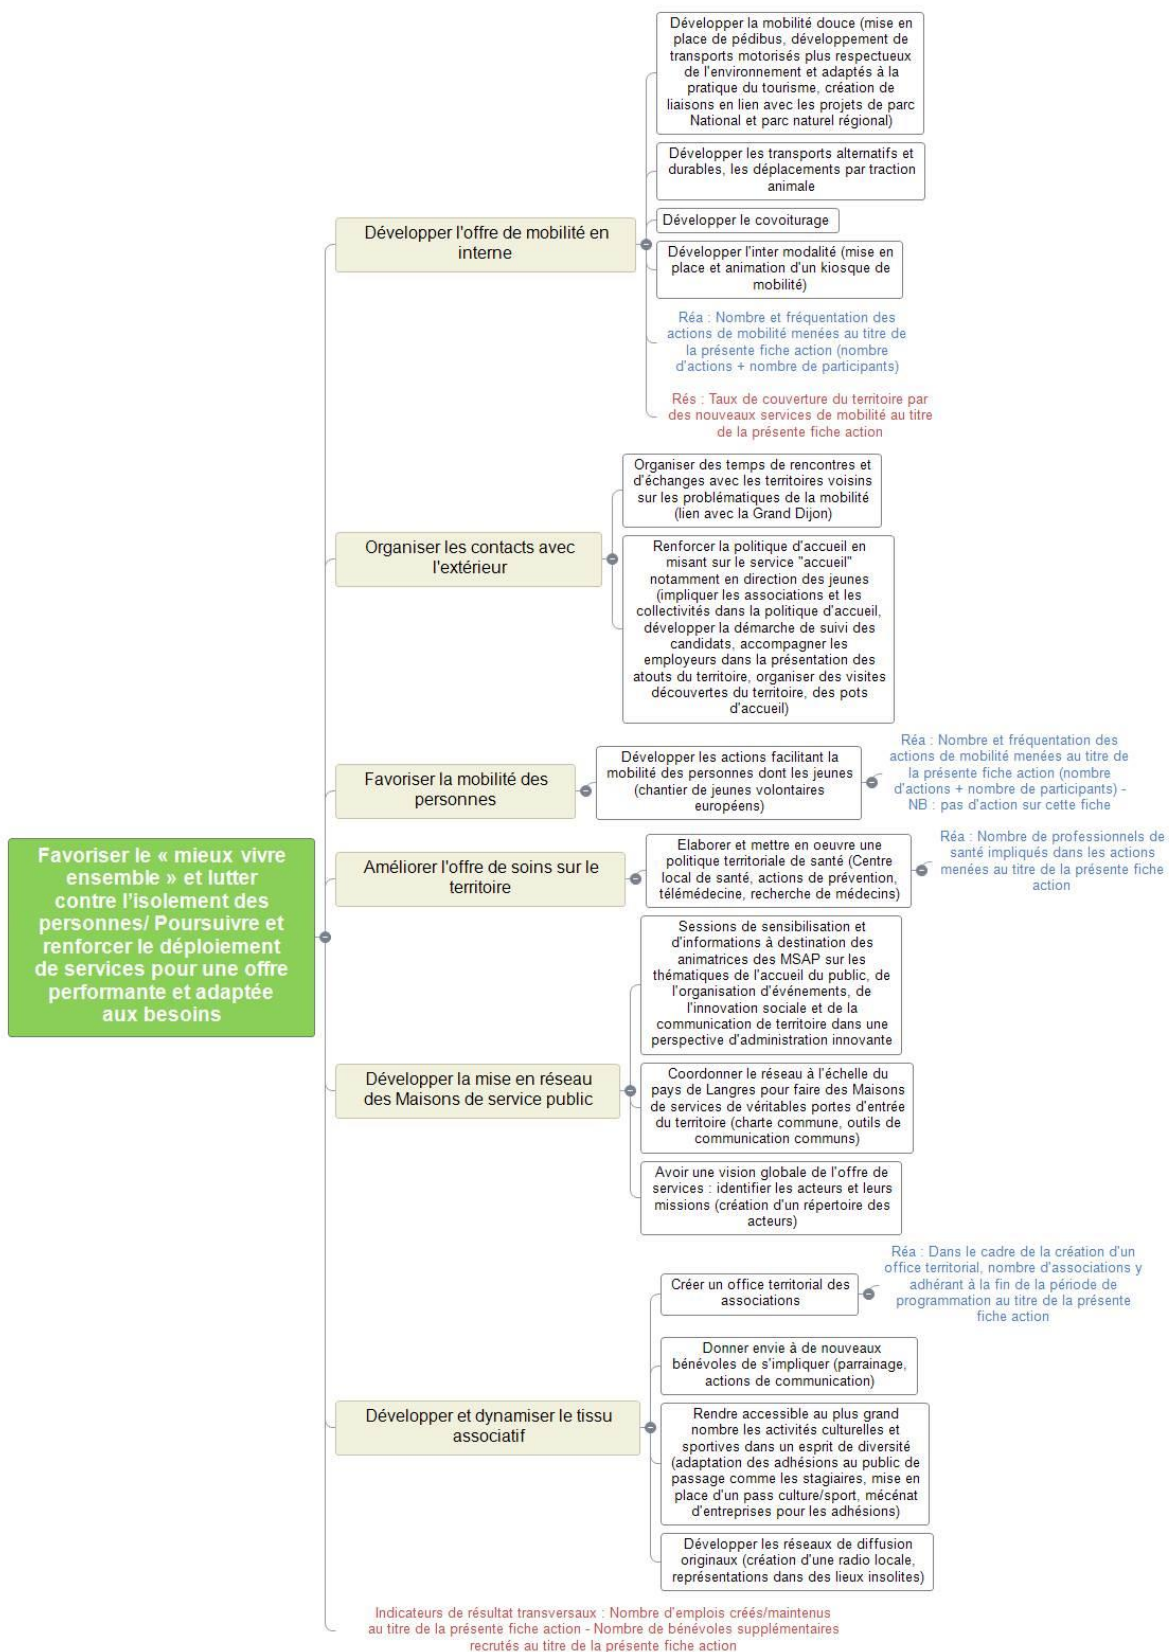 Favoriser le « mieux vivre
ensemble » et lutter
contre l'isolement des
personnes/ Poursuivre et
renforcer le déploiement
de services pour une offre
performante et adaptée
aux besoins
Développer l'offre de mobilité en
interne
Développer la mobilité douce (mise en
place de pédibus, développement de
transports motorisés plus respectueux
de l'environnement et adaptés à la
pratique du tourisme, création de
liaisons en lien avec les projets de parc
National et parc naturel régional)
Développer les transports alternatifs et
durables, les déplacements par traction
animale
Développer le covoiturage
Développer l'inter modalité (mise en
place et animation d'un kiosque de
mobilité)
Réa : Nombre et fréquentation des
actions de mobilité menées au titre de
la présente fiche action (nombre
d'actions + nombre de participants)
Rés : Taux de couverture du territoire par
des nouveaux services de mobilité au titre
de la présente fiche action
Organiser les contacts avec
l'extérieur
Organiser des temps de rencontres et
d'échanges avec les territoires voisins
sur les problématiques de la mobilité
(lien avec la Grand Dijon)
Renforcer la politique d'accueil en
misant sur le service "accueil"
notamment en direction des jeunes
(impliquer les associations et les
collectivités dans la politique d'accueil,
développer la démarche de suivi des
candidats, accompagner les
employeurs dans la présentation des
atouts du territoire, organiser des visites
découvertes du territoire, des pots
d'accueil)
Favoriser la mobilité des
personnes
Développer les actions facilitant la
mobilité des personnes dont les jeunes
(chantier de jeunes volontaires
européens)
Réa : Nombre et fréquentation des
actions de mobilité menées au titre de
la présente fiche action (nombre
d'actions + nombre de participants) -
NB : pas d'action sur cette fiche
Améliorer l'offre de soins sur le
territoire
Elaborer et mettre en oeuvre une
politique territoriale de santé (Centre
local de santé, actions de prévention,
télémédecine, recherche de médecins)
Réa : Nombre de professionnels de
santé impliqués dans les actions
menées au titre de la présente fiche
action
Développer la mise en réseau
des Maisons de service public
Sessions de sensibilisation et
d'informations à destination des
animatrices des MSAP sur les
thématiques de l'accueil du public, de
l'organisation d'événements, de
l'innovation sociale et de la
communication de territoire dans une
perspective d'administration innovante
Coordonner le réseau à l'échelle du
pays de Langres pour faire des Maisons
de services de véritables portes d'entrée
du territoire (charte commune, outils de
communication communs)
Avoir une vision globale de l'offre de
services : identifier les acteurs et leurs
missions (création d'un répertoire des
acteurs)
Développer et dynamiser le tissu
associatif
Créer un office territorial des
associations
Réa : Dans le cadre de la création d'un
office territorial, nombre d'associations y
adhérant à la fin de la période de
programmation au titre de la présente
fiche action
Donner envie à de nouveaux
bénévoles de s'impliquer (parrainage,
actions de communication)
Rendre accessible au plus grand
nombre les activités culturelles et
sportives dans un esprit de diversité
(adaptation des adhésions au public de
passage comme les stagiaires, mise en
place d'un pass culture/sport, mécénat
d'entreprises pour les adhésions)
Développer les réseaux de diffusion
originaux (création d'une radio locale,
représentations dans des lieux insolites)
Indicateurs de résultat transversaux : Nombre d'emplois créés/maintenus
au titre de la présente fiche action - Nombre de bénévoles supplémentaires
recrutés au titre de la présente fiche action